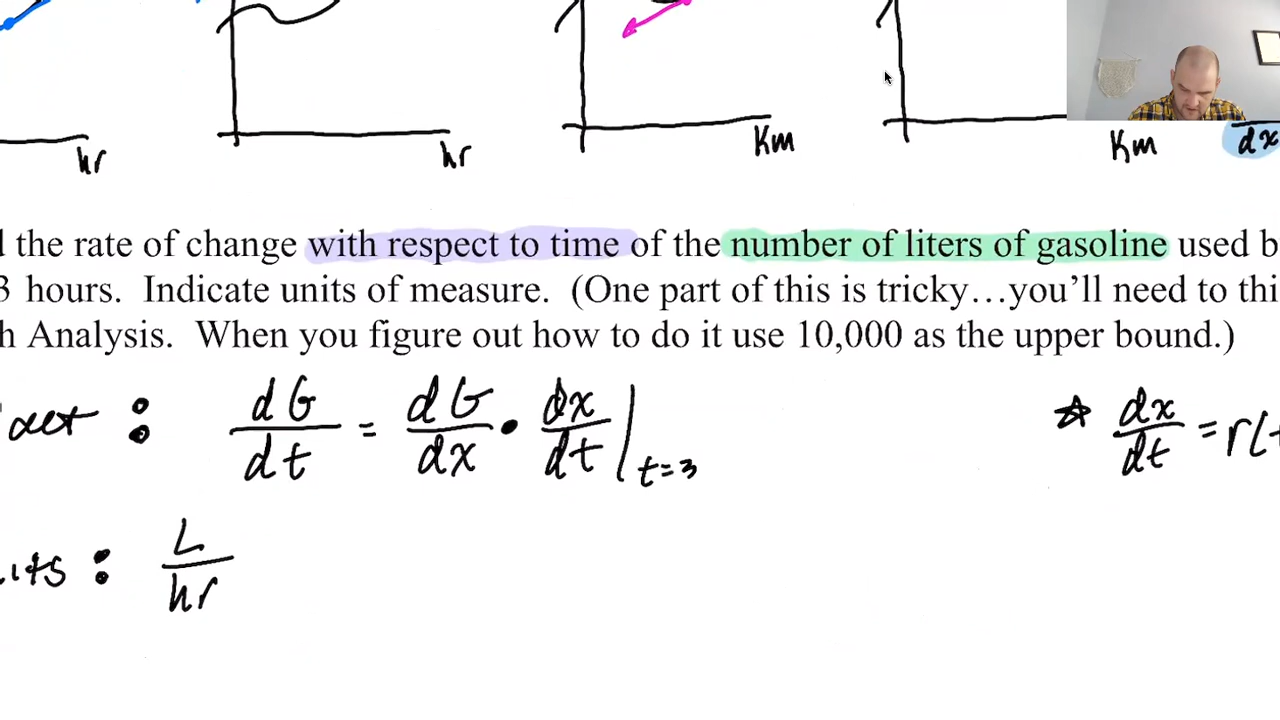 hr hr Km Km dx
the rate of change with respect to time of the number of liters of gasoline used b
3 hours. Indicate units of measure. (One part of this is tricky…you’ll need to thi
h Analysis. When you figure out how to do it use 10,000 as the upper bound.)
: dG/dt = dG/dx • dx/dt | t=3 ☆ dx/dt = r(t
: L/hr